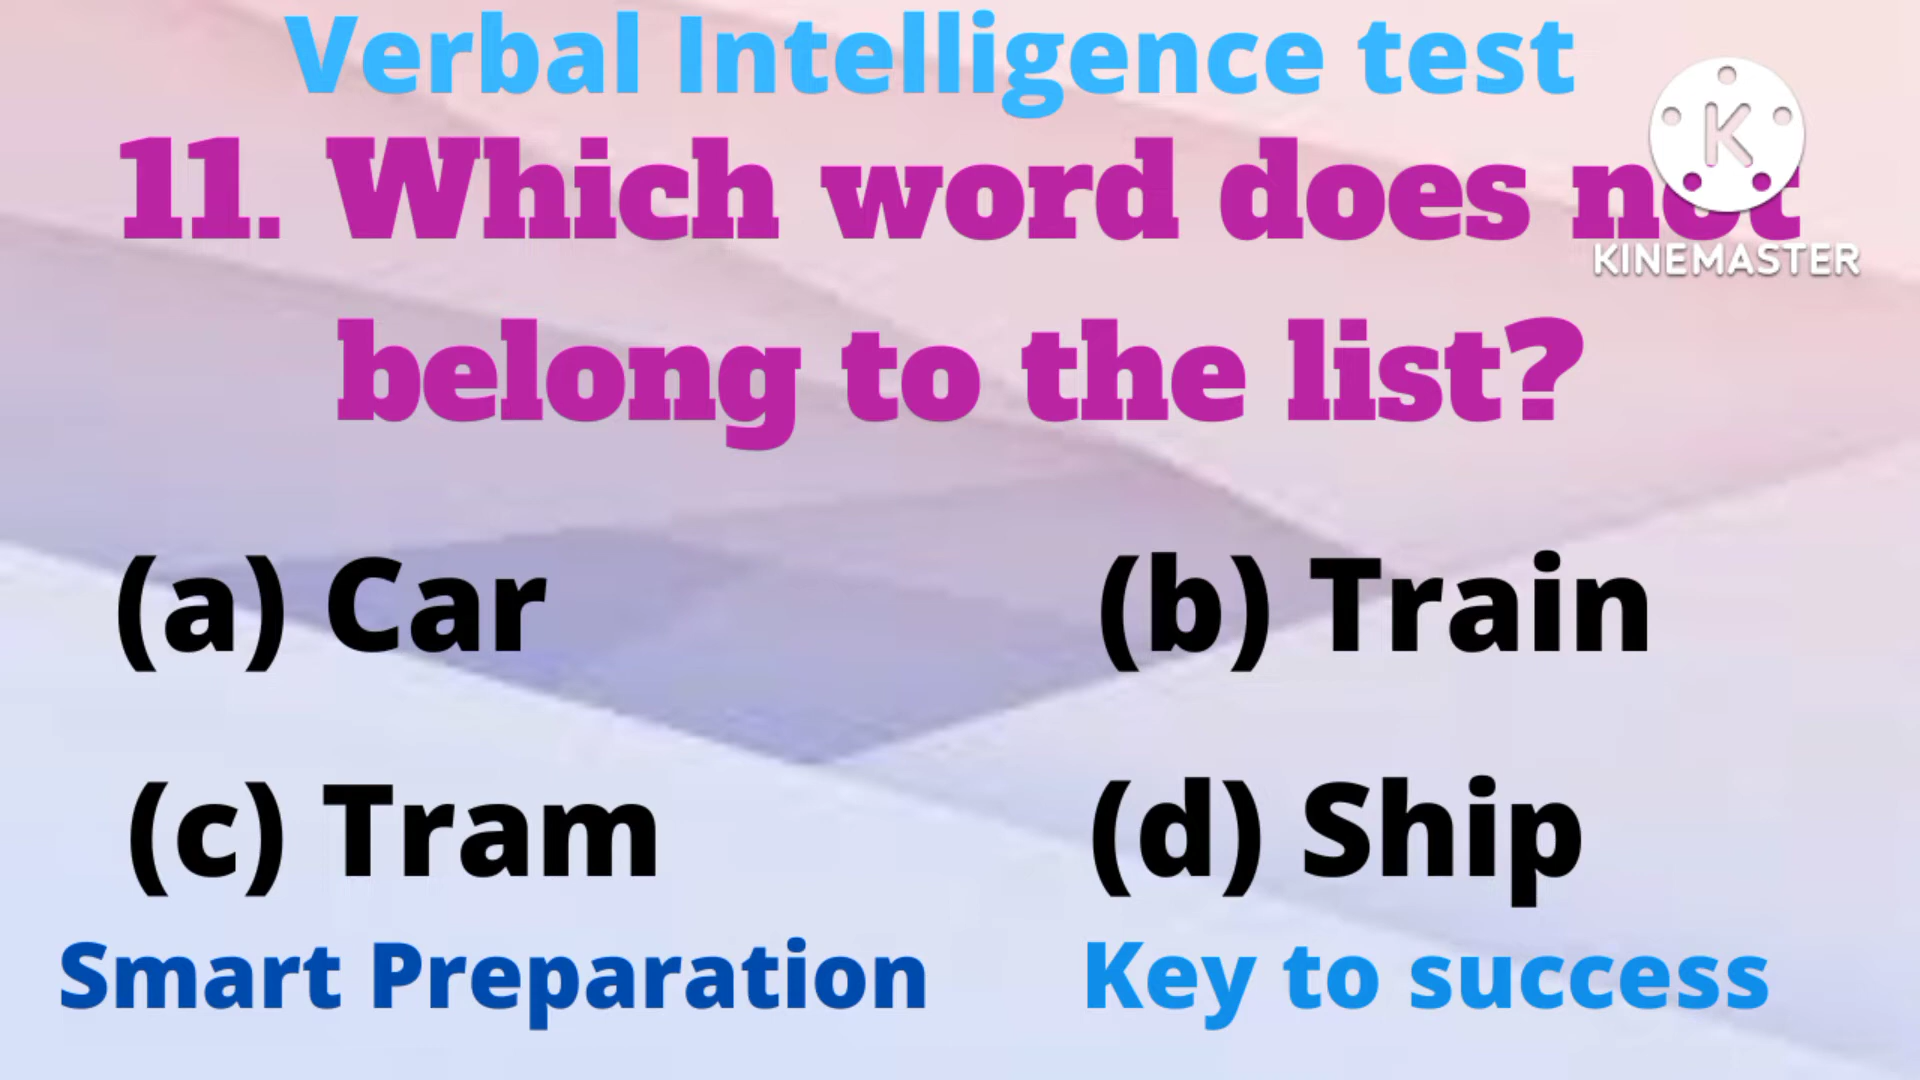 Verbal Intelligence test
11. Which word does not
KINEMASTER
belong to the list?
(a) Car
(b) Train
(c) Tram
(d) Ship
Smart Preparation
Key to success